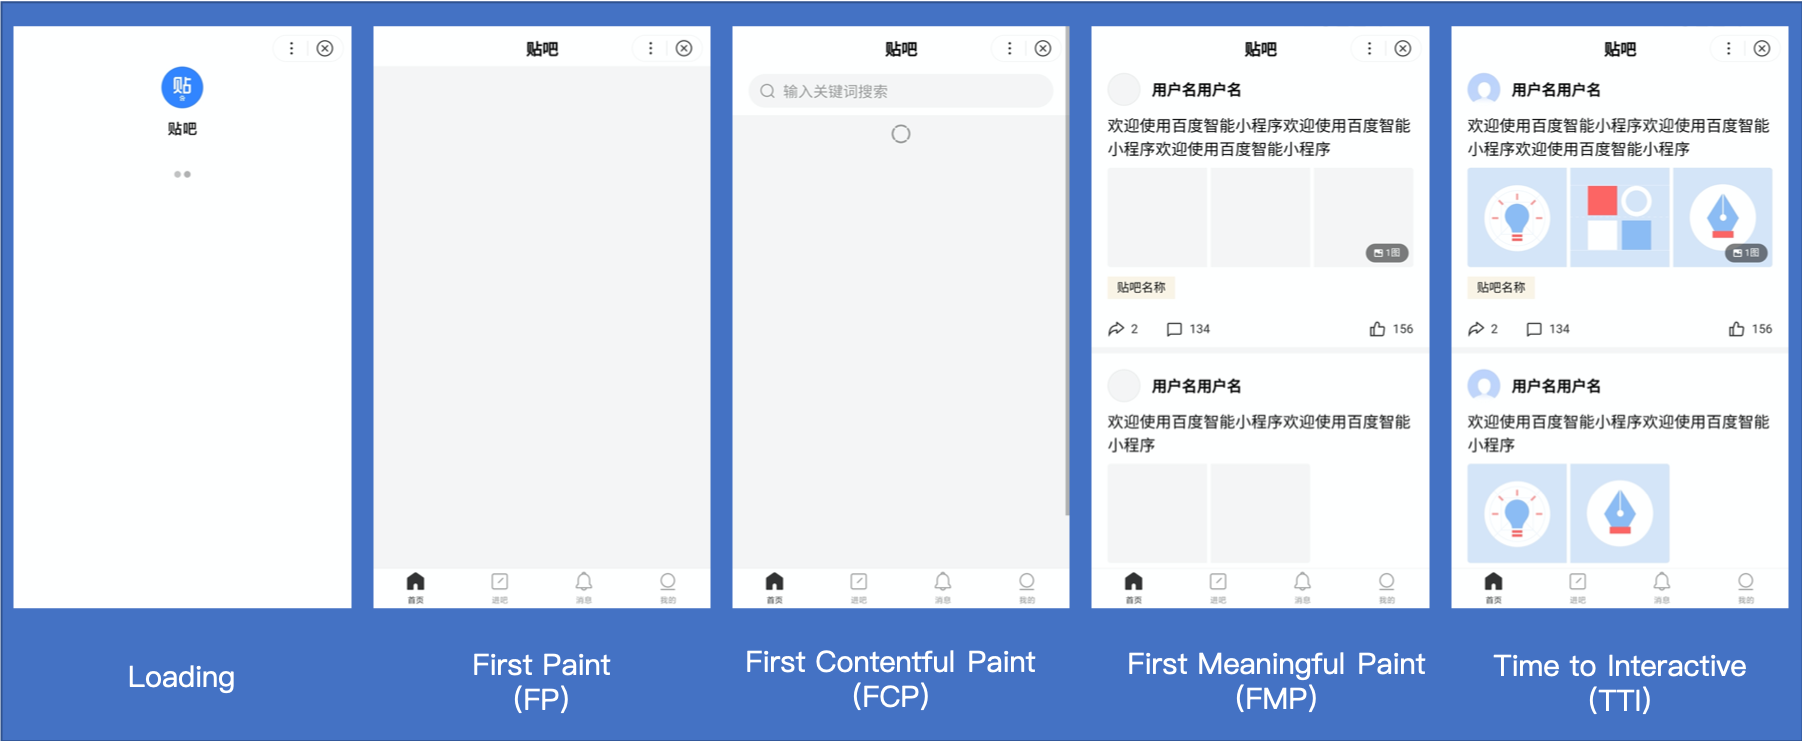 贴
贴吧
Loading
贴吧
首页
进吧
消息
我的
First Paint
(FP)
贴吧
输入关键词搜索
首页
进吧
消息
我的
First Contentful Paint
(FCP)
贴吧
用户名用户名
欢迎使用百度智能小程序欢迎使用百度智能
小程序欢迎使用百度智能小程序
1图
贴吧名称
2 134 156
用户名用户名
欢迎使用百度智能小程序欢迎使用百度智能
小程序
首页
进吧
消息
我的
First Meaningful Paint
(FMP)
贴吧
用户名用户名
欢迎使用百度智能小程序欢迎使用百度智能
小程序欢迎使用百度智能小程序
1图
贴吧名称
2 134 156
用户名用户名
欢迎使用百度智能小程序欢迎使用百度智能
小程序
首页
进吧
消息
我的
Time to Interactive
(TTI)